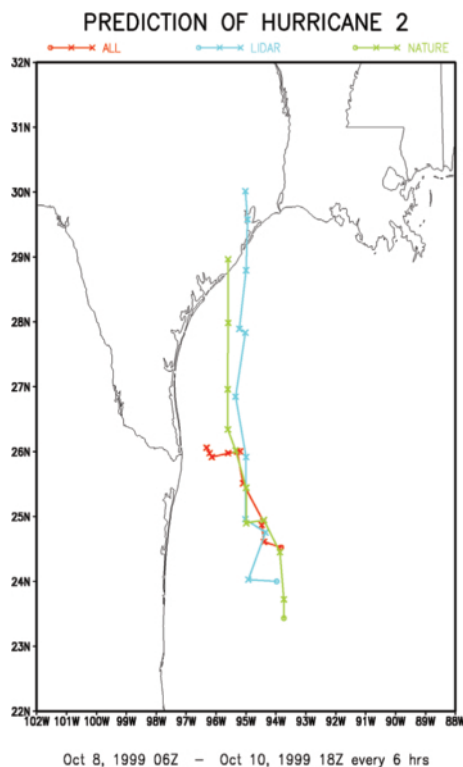 PREDICTION OF HURRICANE 2
ALL LIDAR NATURE
32N
31N
30N
29N
28N
27N
26N
25N
24N
23N
22N
102W 101W 100W 99W 98W 97W 96W 95W 94W 93W 92W 91W 90W 89W 88W
Oct 8, 1999 06Z – Oct 10, 1999 18Z every 6 hrs